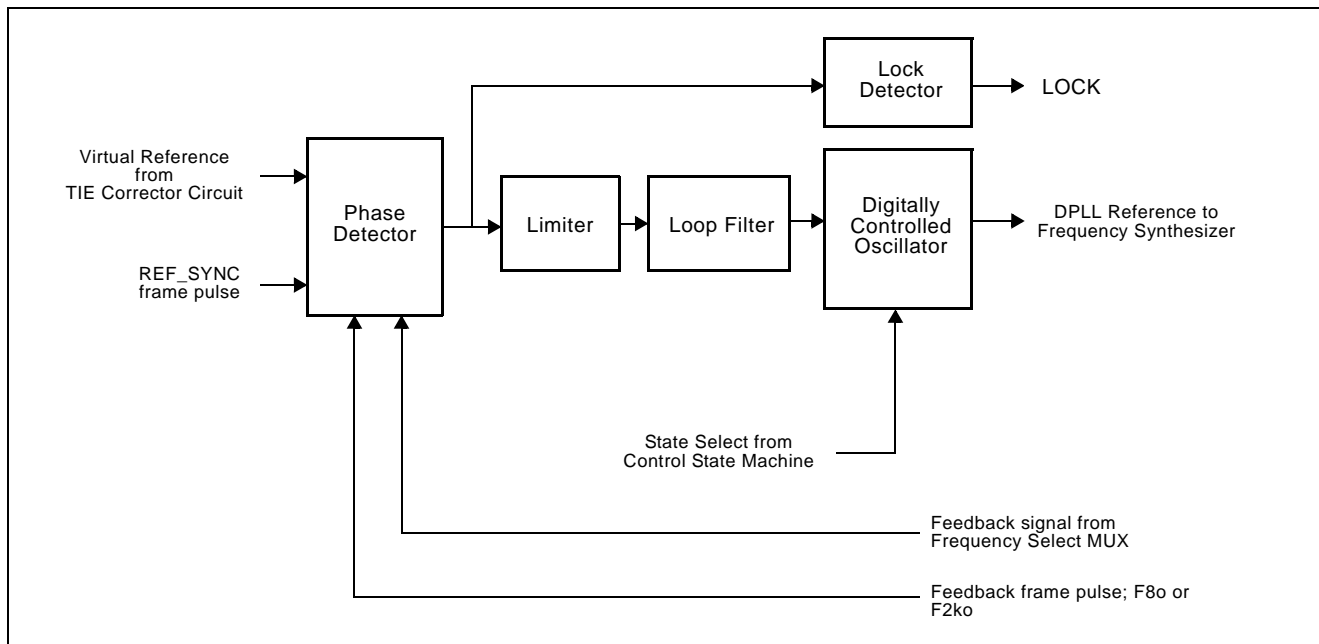 Lock
Detector
LOCK
Virtual Reference
from
TIE Corrector Circuit
Phase
Detector
Limiter
Loop Filter
Digitally
Controlled
Oscillator
DPLL Reference to
Frequency Synthesizer
REF_SYNC
frame pulse
State Select from
Control State Machine
Feedback signal from
Frequency Select MUX
Feedback frame pulse; F8o or
F2ko